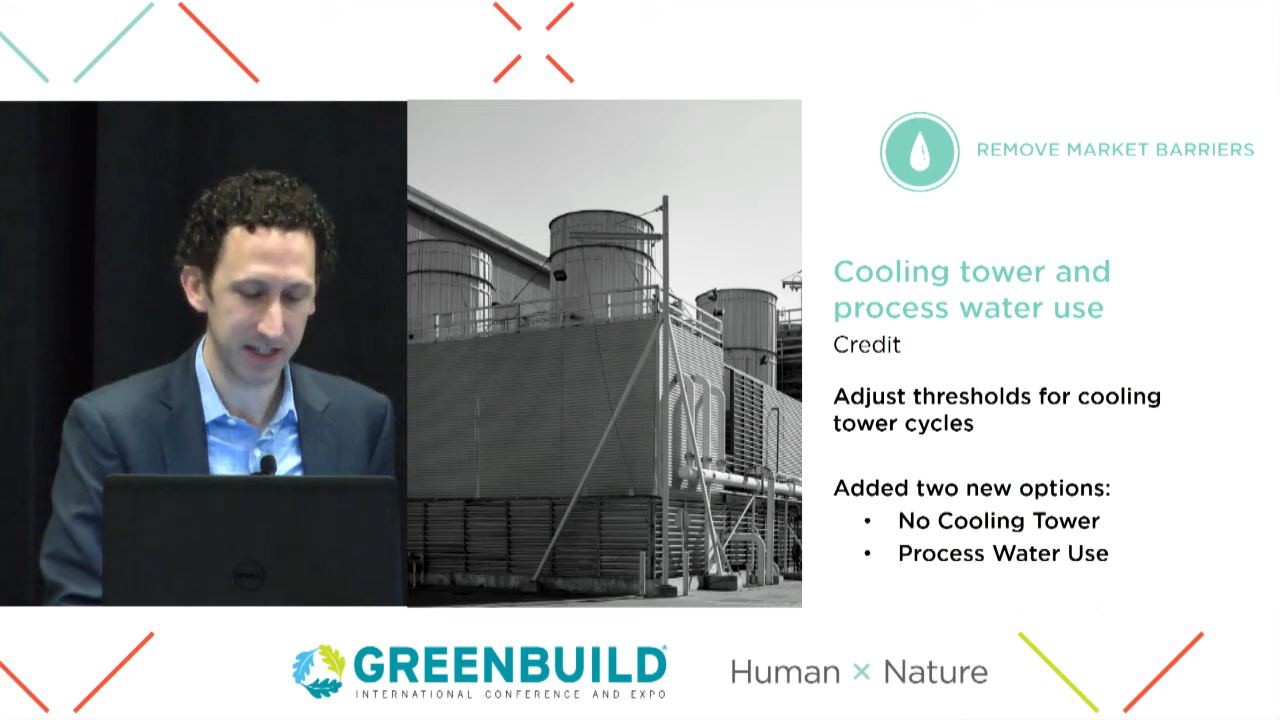 REMOVE MARKET BARRIERS
Cooling tower and
process water use
Credit
Adjust thresholds for cooling
tower cycles
Added two new options:
• No Cooling Tower
• Process Water Use
DELL
GREENBUILD®
INTERNATIONAL CONFERENCE AND EXPO
Human × Nature